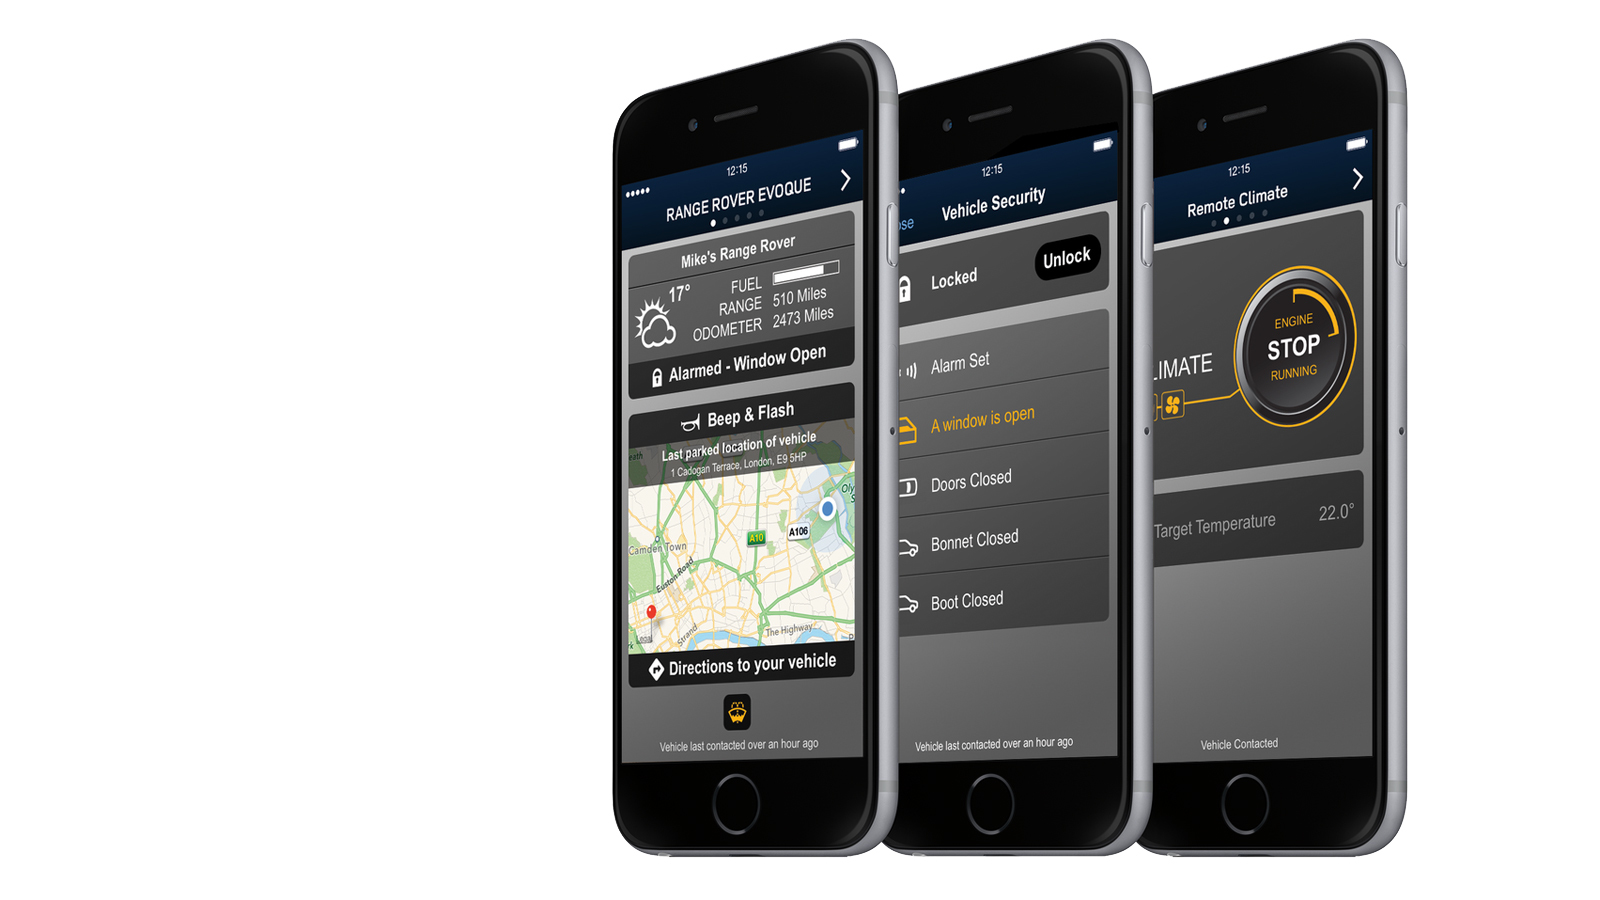 12:15
RANGE ROVER EVOQUE
Mike's Range Rover
17°
FUEL
RANGE 510 Miles
ODOMETER 2473 Miles
Alarmed - Window Open
Beep & Flash
Last parked location of vehicle
1 Cadogan Terrace, London, E9 5HP
eath
Oly
S
A106
A10
Camden Town
Euston Road
Legal
Strand
The Highway
Directions to your vehicle
Vehicle last contacted over an hour ago
12:15
ose
Vehicle Security
Locked
Unlock
Alarm Set
A window is open
Doors Closed
Bonnet Closed
Boot Closed
Vehicle last contacted over an hour ago
12:15
Remote Climate
LIMATE
ENGINE
STOP
RUNNING
Target Temperature 22.0°
Vehicle Contacted